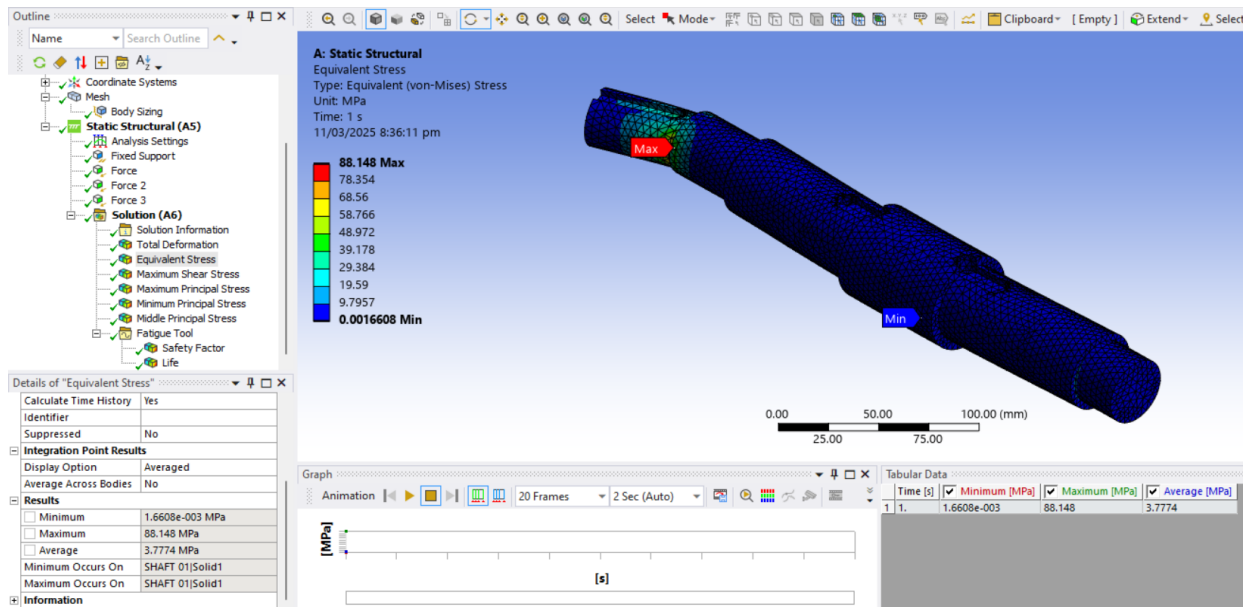 Outline
Name Search Outline
Coordinate Systems
Mesh
Body Sizing
Static Structural (A5)
Analysis Settings
Fixed Support
Force
Force 2
Force 3
Solution (A6)
Solution Information
Total Deformation
Equivalent Stress
Maximum Shear Stress
Maximum Principal Stress
Minimum Principal Stress
Middle Principal Stress
Fatigue Tool
Safety Factor
Life
Details of "Equivalent Stress"
Calculate Time History Yes
Identifier
Suppressed No
Integration Point Results
Display Option Averaged
Average Across Bodies No
Results
Minimum 1.6608e-003 MPa
Maximum 88.148 MPa
Average 3.7774 MPa
Minimum Occurs On SHAFT 01|Solid1
Maximum Occurs On SHAFT 01|Solid1
Information
Select Mode Clipboard [ Empty ] Extend Select
A: Static Structural
Equivalent Stress
Type: Equivalent (von-Mises) Stress
Unit: MPa
Time: 1 s
11/03/2025 8:36:11 pm
88.148 Max
78.354
68.56
58.766
48.972
39.178
29.384
19.59
9.7957
0.0016608 Min
Max
Min
0.00 50.00 100.00 (mm)
25.00 75.00
Graph
Animation 20 Frames 2 Sec (Auto)
[MPa]
[s]
Tabular Data
Time [s] Minimum [MPa] Maximum [MPa] Average [MPa]
1 1. 1.6608e-003 88.148 3.7774